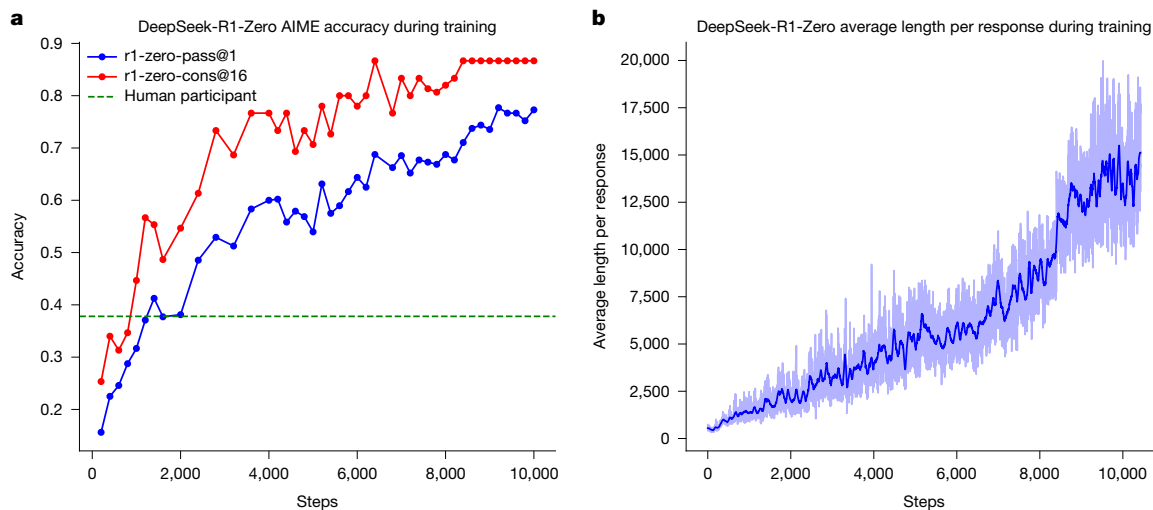 a
DeepSeek-R1-Zero AIME accuracy during training
0.9
0.8
0.7
0.6
0.5
0.4
0.3
0.2
Accuracy
r1-zero-pass@1
r1-zero-cons@16
Human participant
0
2,000
4,000
6,000
8,000
10,000
Steps
b
DeepSeek-R1-Zero average length per response during training
20,000
17,500
15,000
12,500
10,000
7,500
5,000
2,500
0
Average length per response
0
2,000
4,000
6,000
8,000
10,000
Steps